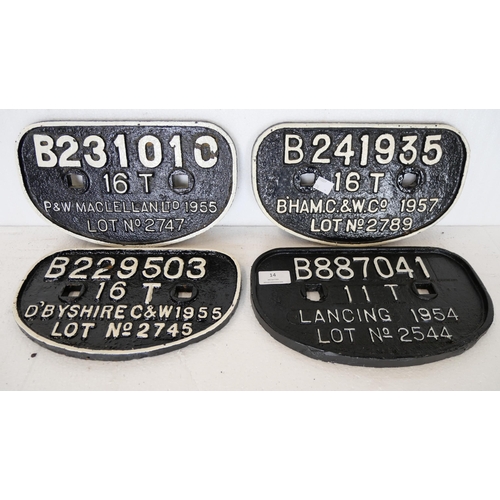 B231010
16 T
P&W. MACLELLAN LTD 1955
LOT No 2747
B241935
16 T
BHAM.C.&W.Co 1957
LOT No 2789
B229503
16 T
D'BYSHIRE C&W 1955
LOT No 2745
14
B887041
11 T
LANCING 1954
LOT No 2544